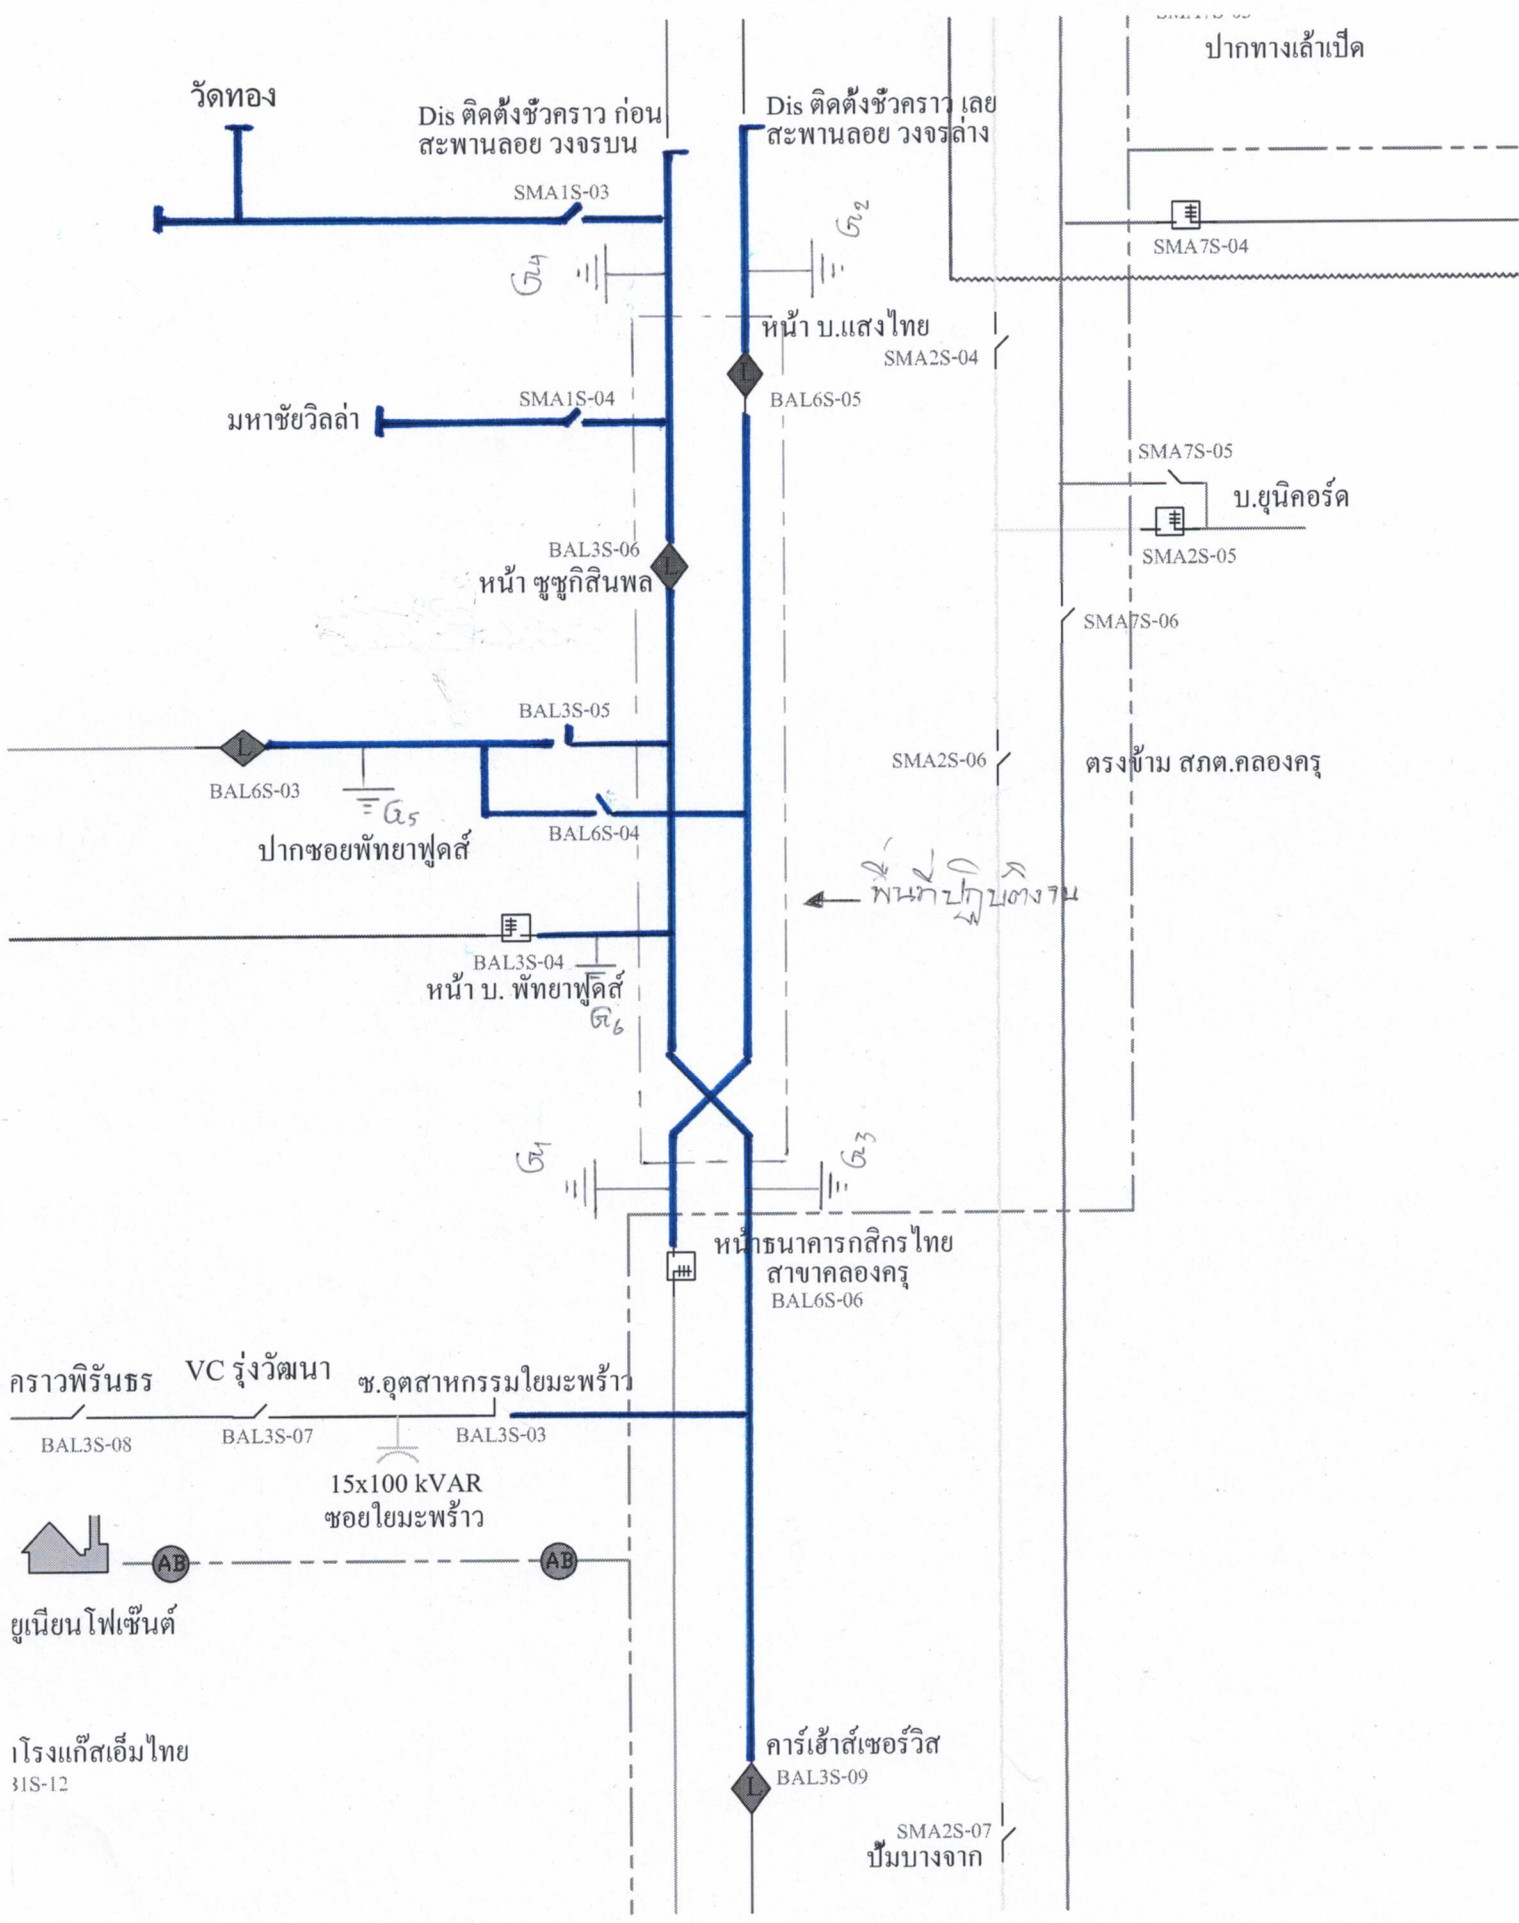 ปากทางเล้าเป็ด
วัดทอง
Dis ติดตั้งชั่วคราว ก่อน
สะพานลอย วงจรบน
Dis ติดตั้งชั่วคราว เลย
สะพานลอย วงจรล่าง
SMA1S-03
G2
SMA7S-04
G4
หน้า บ.แสงไทย
SMA2S-04
SMA1S-04
BAL6S-05
มหาชัยวิลล่า
SMA7S-05
บ.ยูนิคอร์ด
SMA2S-05
BAL3S-06
L
L
หน้า ซูซูกิสินพล
SMA7S-06
BAL3S-05
L
SMA2S-06
ตรงข้าม สภต.คลองครุ
BAL6S-03
G5
BAL6S-04
ปากซอยพัทยาฟูดส์
พื้นที่ปฏิบัติงาน
BAL3S-04
หน้า บ. พัทยาฟูดส์
G6
G1
G3
หน้าธนาคารกสิกรไทย
สาขาคลองครุ
BAL6S-06
คราวพิรันธร
VC รุ่งวัฒนา
ซ.อุตสาหกรรมใยมะพร้าว
BAL3S-08
BAL3S-07
BAL3S-03
15x100 kVAR
ซอยใยมะพร้าว
AB
AB
ยูเนียนโฟเซ็นต์
โรงแก๊สเอ็มไทย
31S-12
คาร์เฮ้าส์เซอร์วิส
L
BAL3S-09
SMA2S-07
ปั๊มบางจาก